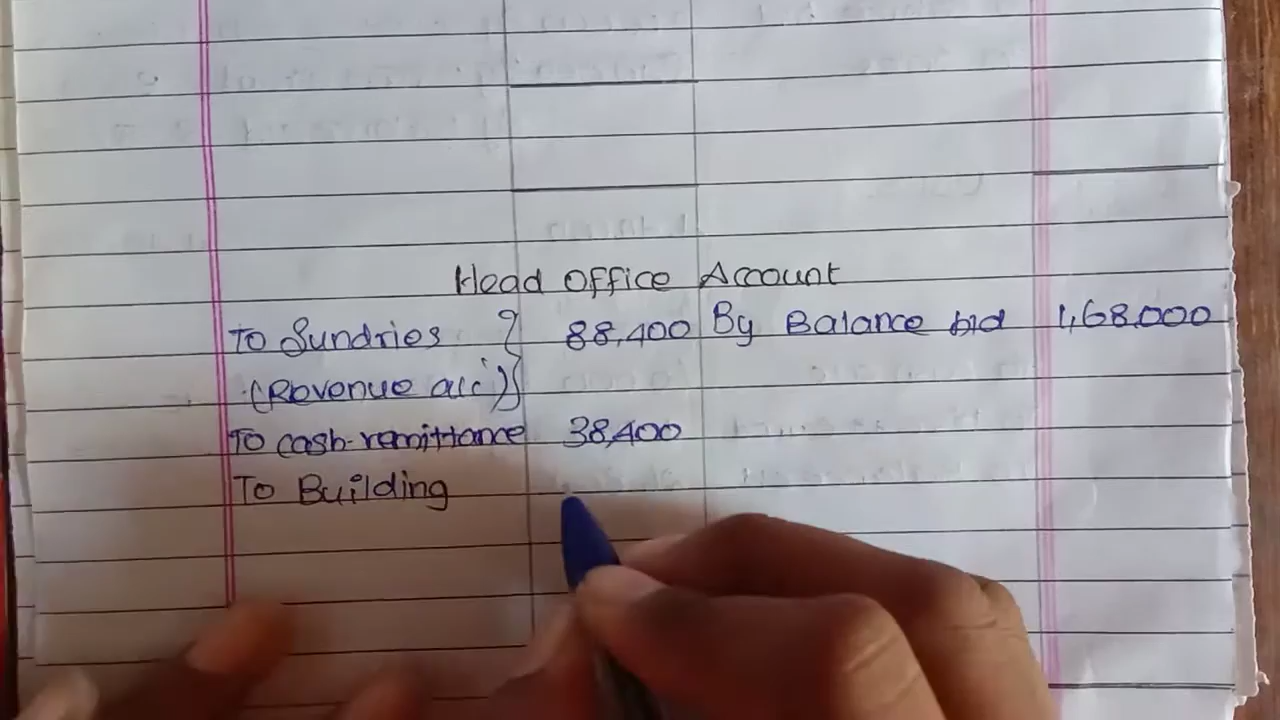 Head Office Account
To Sundries 88,400 By Balance b/d 1,68,000
(Revenue a/c)
To cash remittance 38,400
To Building